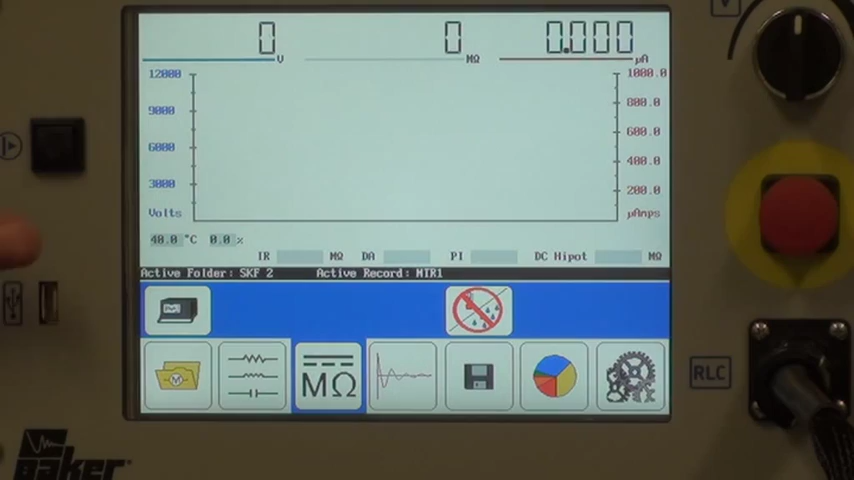 0 V 0 MΩ 0.000 µA
12000 1000.0
9000 800.0
6000 600.0
400.0
3000 200.0
Volts µAmps
40.0 °C 0.0 %
IR MΩ DA PI DC Hipot MΩ
Active Folder: SKF 2 Active Record: MTR1
M
MΩ
RLC
V
BAKER